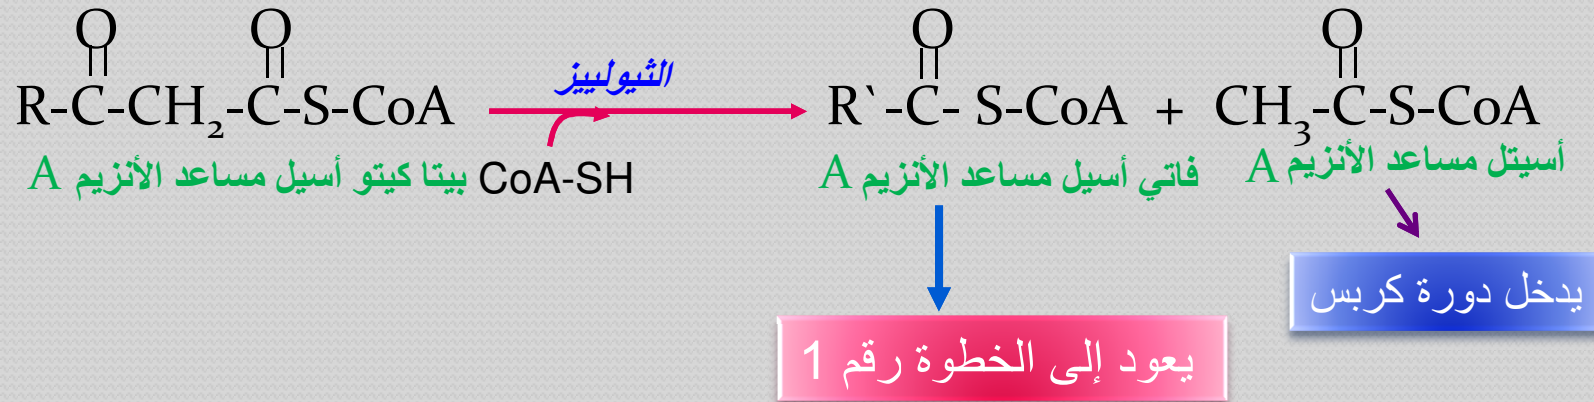 O O O O
R-C-CH₂-C-S-CoA الثيولييز R`-C- S-CoA + CH₃-C-S-CoA
بيتا كيتو أسيل مساعد الأنزيم A CoA-SH فاتي أسيل مساعد الأنزيم A أسيتل مساعد الأنزيم A
يدخل دورة كربس
يعود إلى الخطوة رقم 1